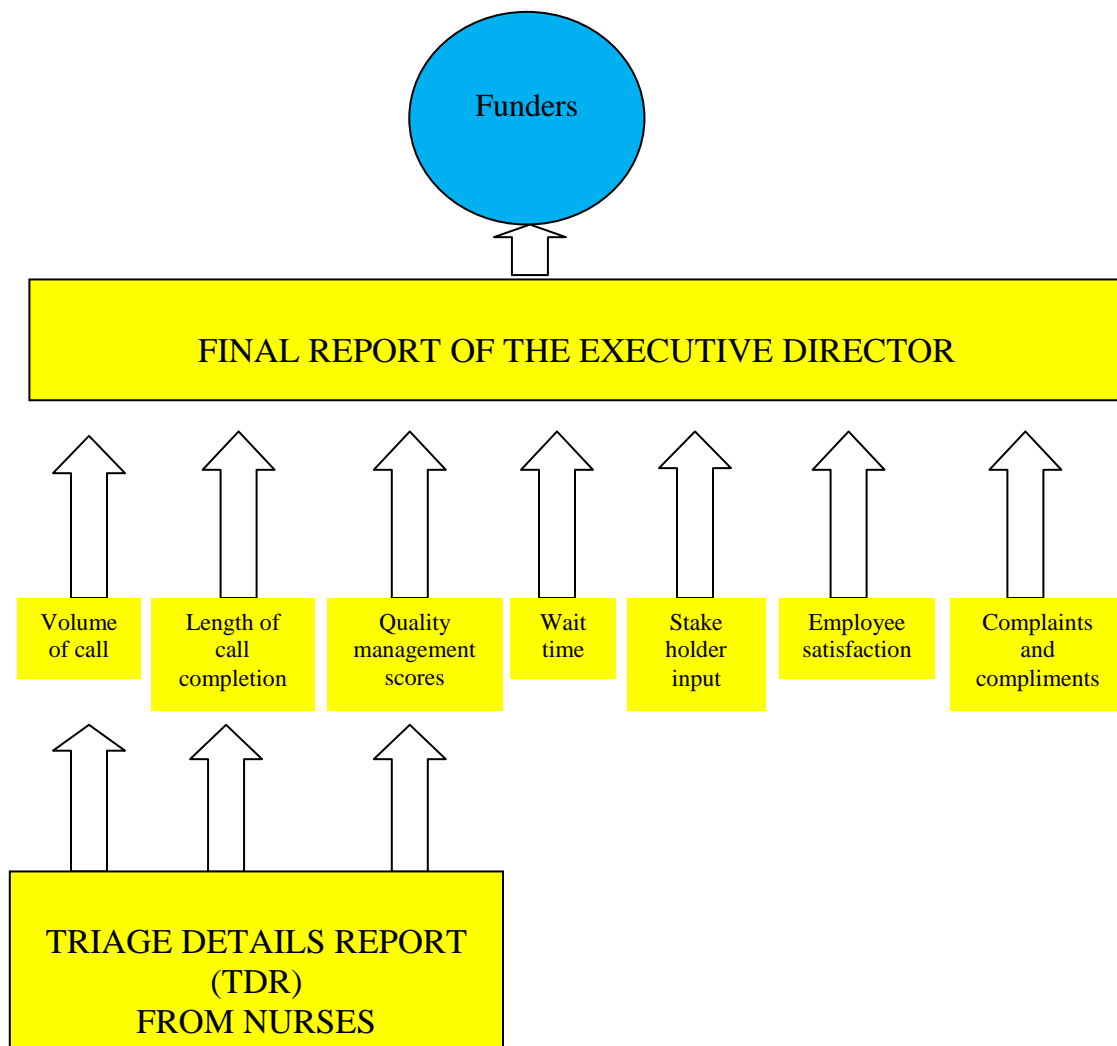 Funders
FINAL REPORT OF THE EXECUTIVE DIRECTOR
Volume
of call
Length of
call
completion
Quality
management
scores
Wait
time
Stake
holder
input
Employee
satisfaction
Complaints
and
compliments
TRIAGE DETAILS REPORT
(TDR)
FROM NURSES